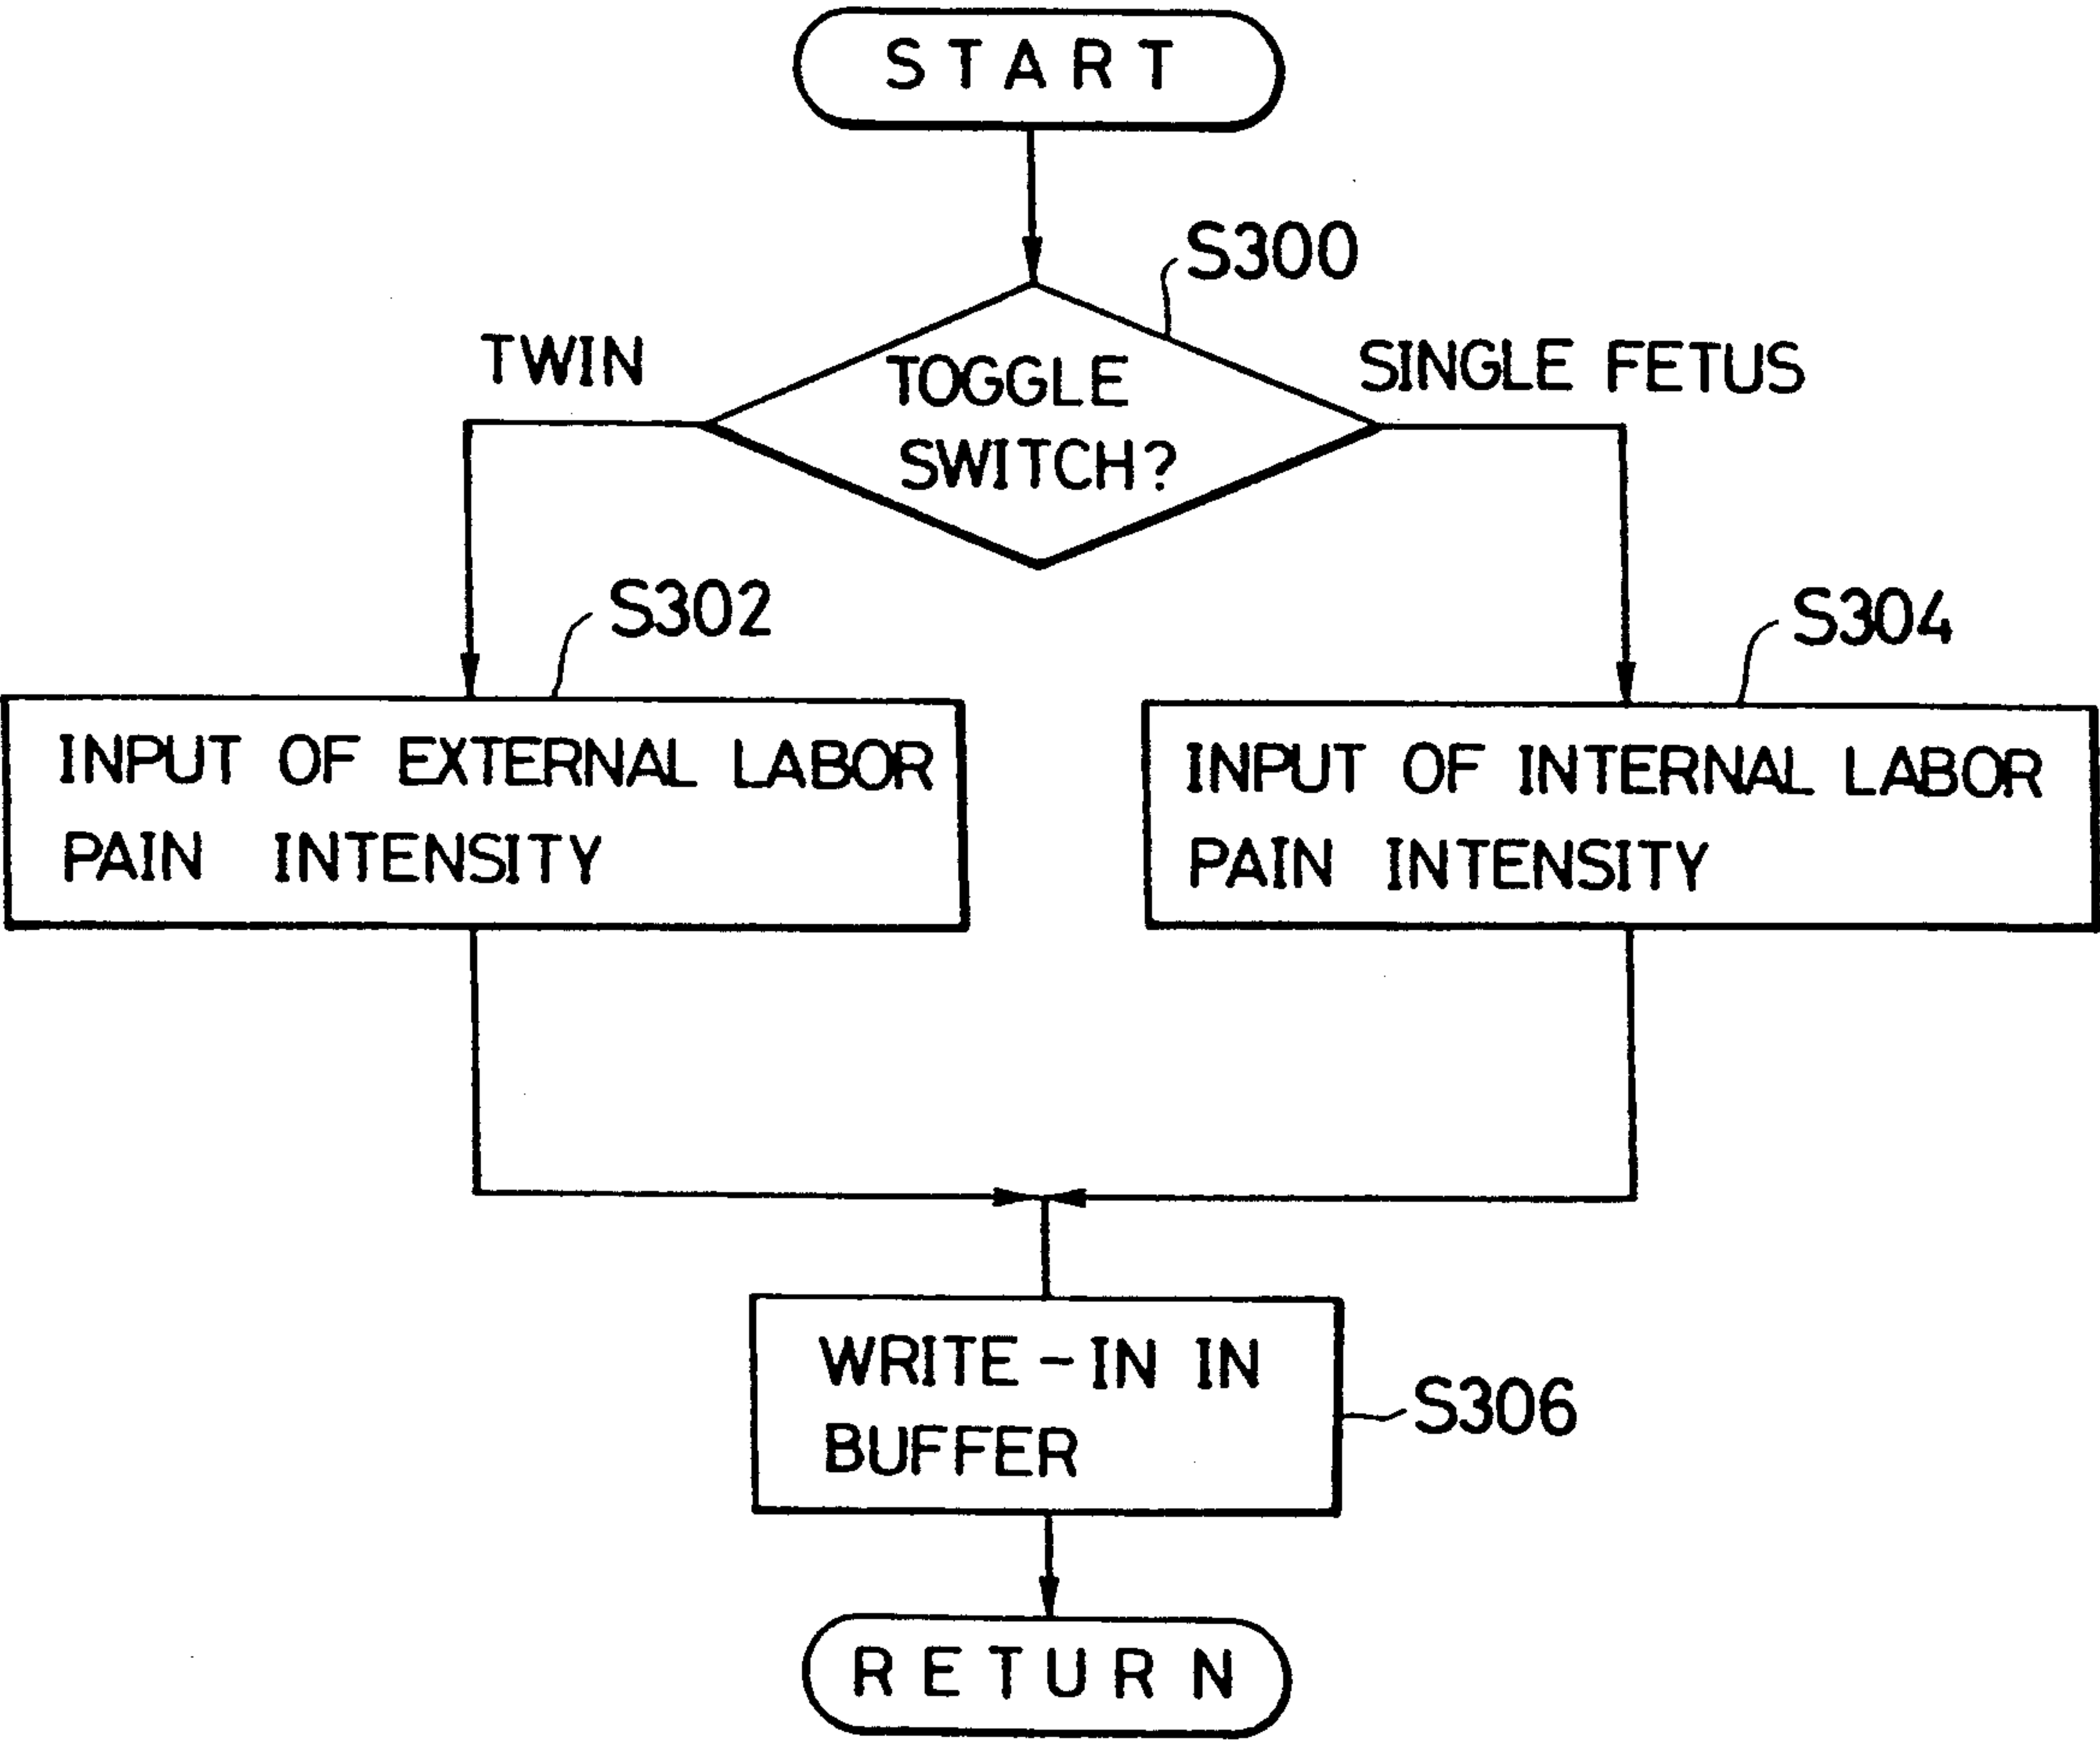 START
S300
TWIN
SINGLE FETUS
TOGGLE
SWITCH?
S302
S304
INPUT OF EXTERNAL LABOR
PAIN INTENSITY
INPUT OF INTERNAL LABOR
PAIN INTENSITY
WRITE-IN IN
BUFFER
S306
RETURN